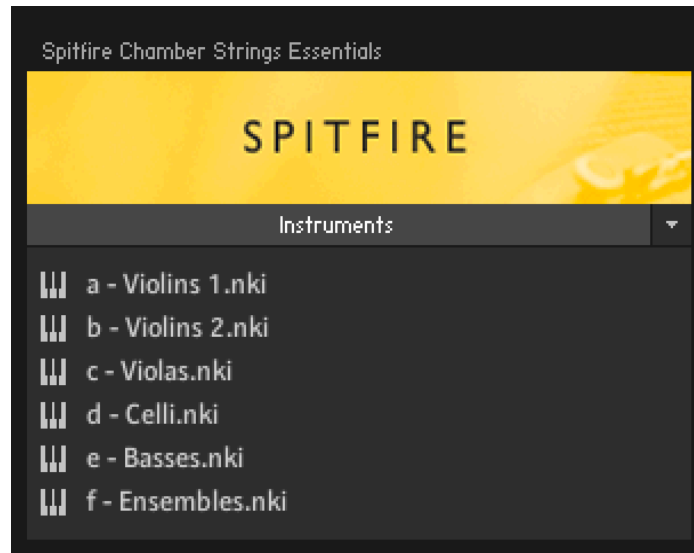 Spitfire Chamber Strings Essentials
SPITFIRE
Instruments
a - Violins 1.nki
b - Violins 2.nki
c - Violas.nki
d - Celli.nki
e - Basses.nki
f - Ensembles.nki